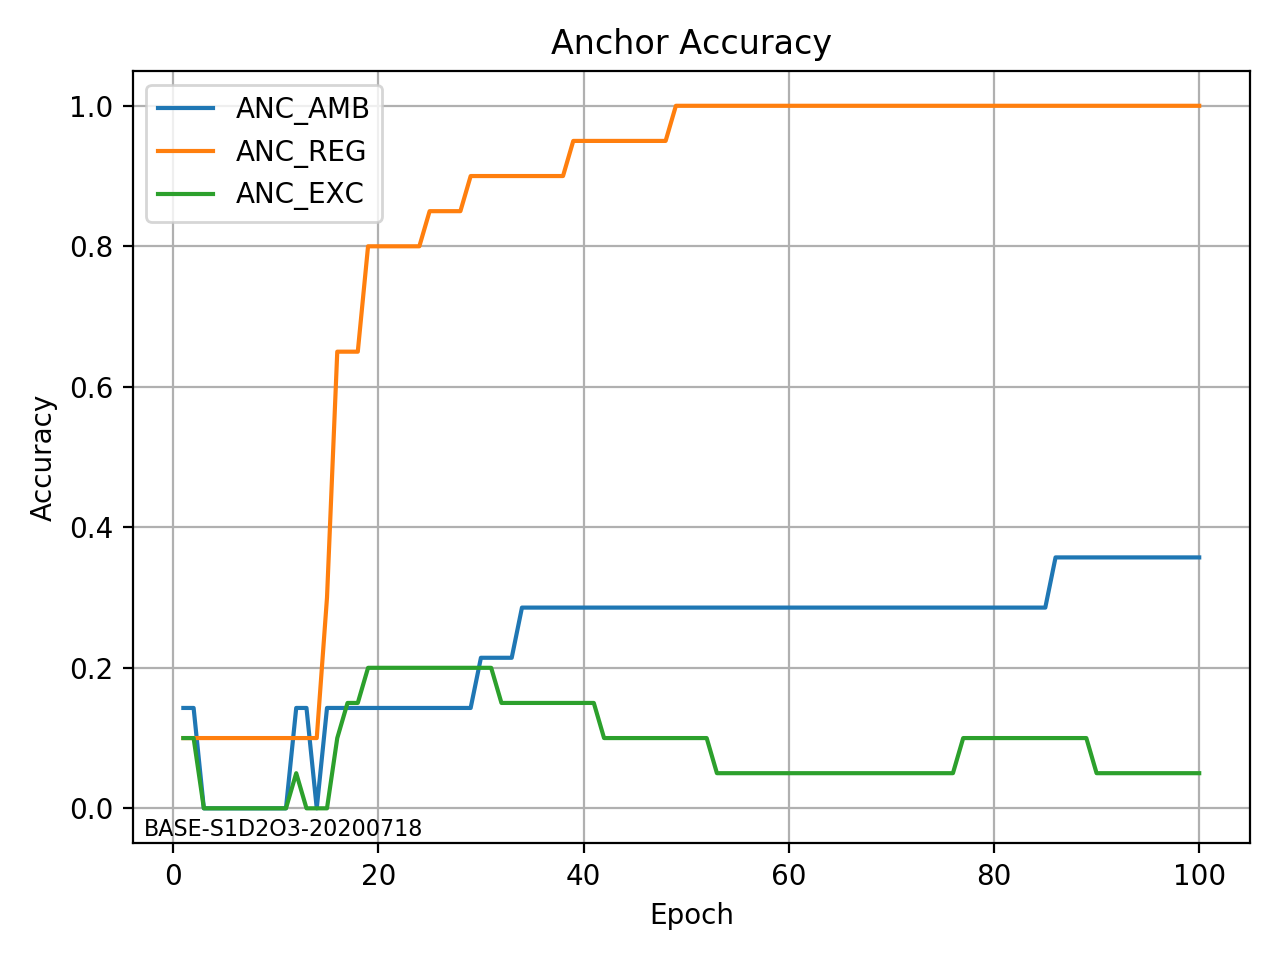 Anchor Accuracy
ANC_AMB
ANC_REG
ANC_EXC
1.0
0.8
0.6
0.4
0.2
0.0
Accuracy
BASE-S1D2O3-20200718
0 20 40 60 80 100
Epoch